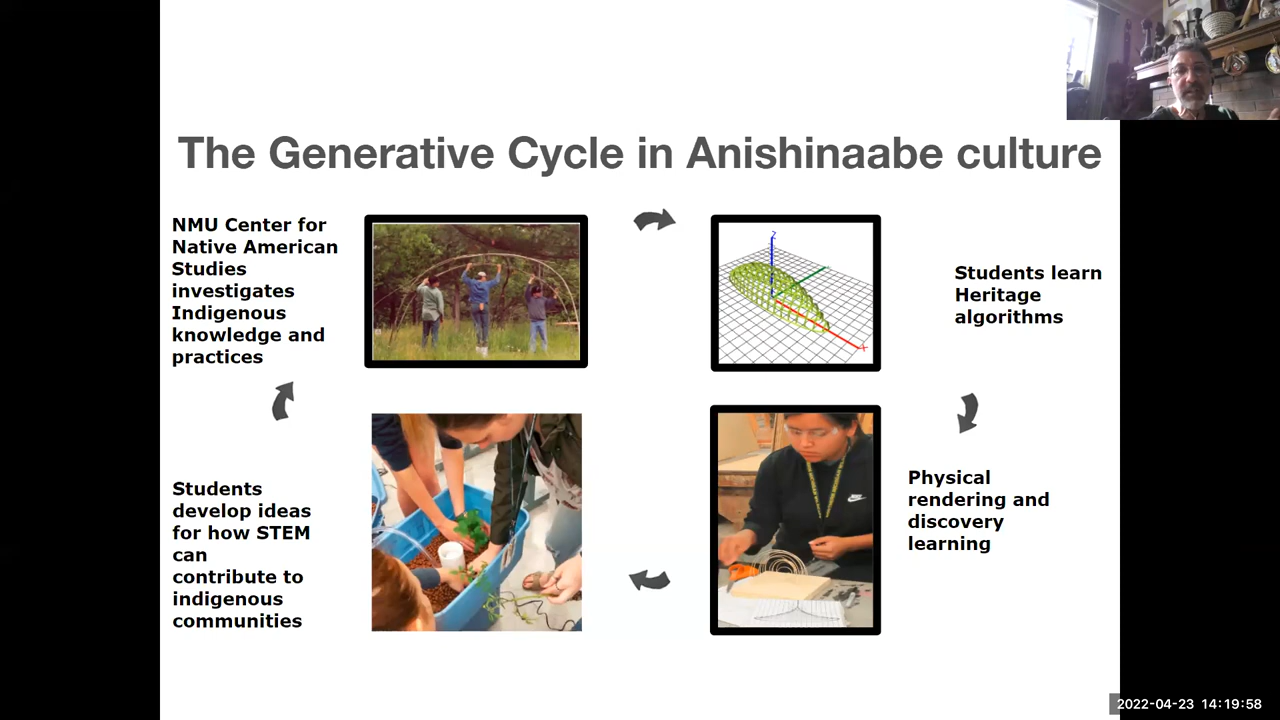 The Generative Cycle in Anishinaabe culture
NMU Center for
Native American
Studies
investigates
Indigenous
knowledge and
practices
Z
X
Students learn
Heritage
algorithms
Physical
rendering and
discovery
learning
Students
develop ideas
for how STEM
can
contribute to
indigenous
communities
2022-04-23 14:19:58